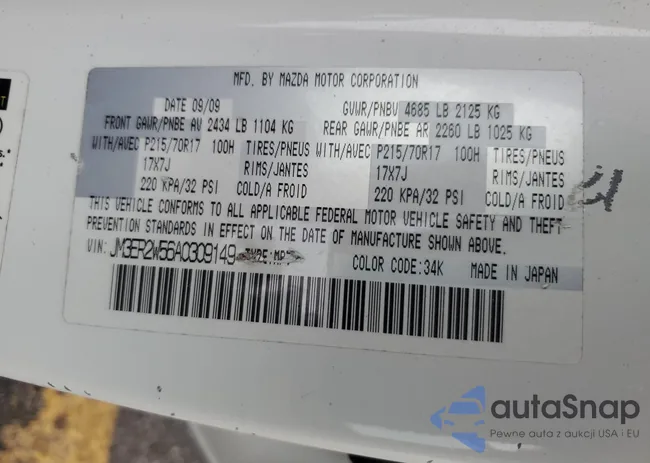 MFD. BY MAZDA MOTOR CORPORATION
DATE 09/09 GVWR/PNBV 4685 LB 2125 KG
FRONT GAWR/PNBE AV 2434 LB 1104 KG REAR GAWR/PNBE AR 2260 LB 1025 KG
WITH/AVEC P215/70R17 100H TIRES/PNEUS WITH/AVEC P215/70R17 100H TIRES/PNEUS
17X7J RIMS/JANTES 17X7J RIMS/JANTES
220 KPA/32 PSI COLD/A FROID 220 KPA/32 PSI COLD/A FROID
THIS VEHICLE CONFORMS TO ALL APPLICABLE FEDERAL MOTOR VEHICLE SAFETY AND THEFT
PREVENTION STANDARDS IN EFFECT ON THE DATE OF MANUFACTURE SHOWN ABOVE.
VIN: JM3ER2W56A0309149 COLOR CODE:34K MADE IN JAPAN
autaSnap
Pewne auta z aukcji USA i EU